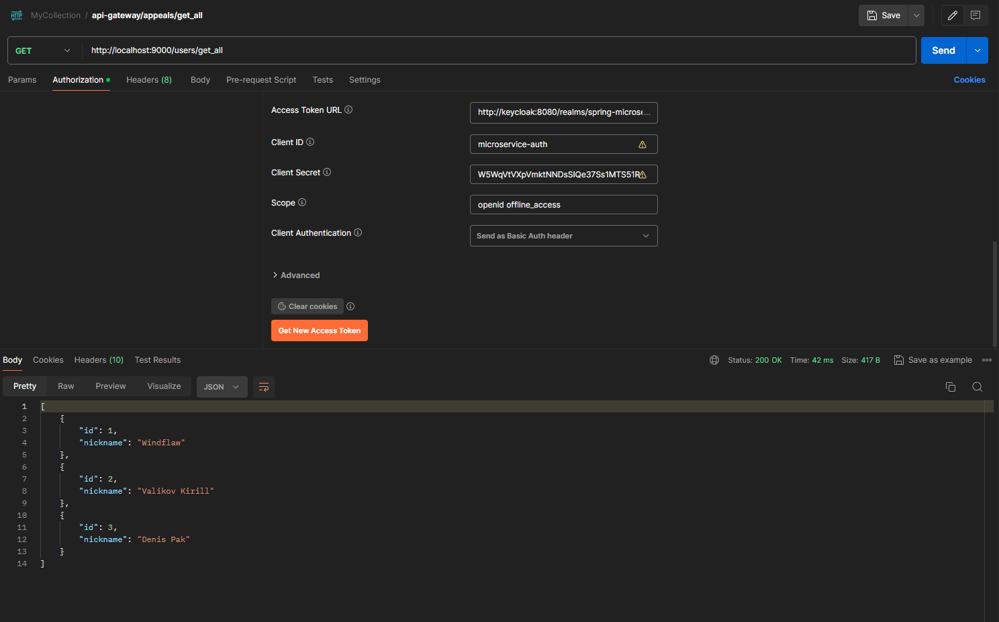 HTTP MyCollection / api-gateway/appeals/get_all Save
GET http://localhost:9000/users/get_all Send
Params Authorization Headers (8) Body Pre-request Script Tests Settings Cookies
Access Token URL http://keycloak:8080/realms/spring-micros...
Client ID microservice-auth
Client Secret W5WqVtVXpVmktNNDsSIQe37Ss1MTS51R
Scope openid offline_access
Client Authentication Send as Basic Auth header
Advanced
Clear cookies
Get New Access Token
Body Cookies Headers (10) Test Results Status: 200 OK Time: 42 ms Size: 417 B Save as example
Pretty Raw Preview Visualize JSON
1 [
2 {
3 "id": 1,
4 "nickname": "Windflaw"
5 },
6 {
7 "id": 2,
8 "nickname": "Valikov Kirill"
9 },
10 {
11 "id": 3,
12 "nickname": "Denis Pak"
13 }
14 ]